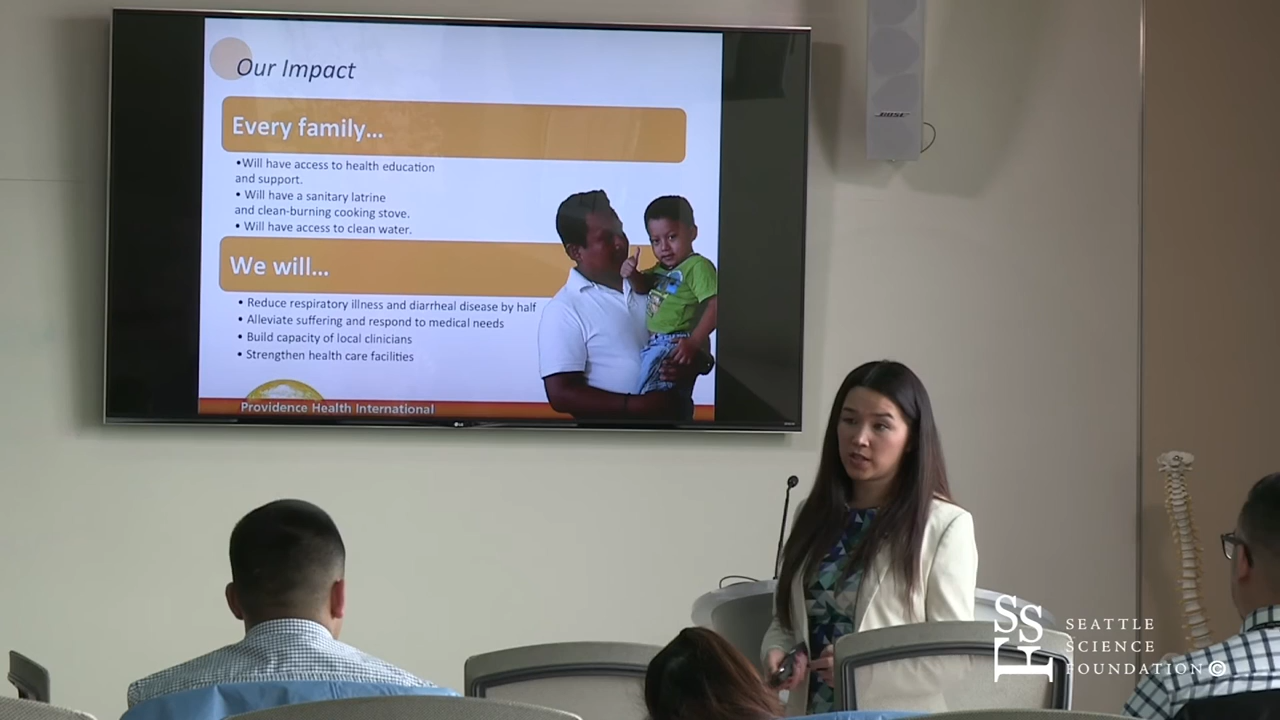 Our Impact
Every family...
•Will have access to health education
and support.
• Will have a sanitary latrine
and clean-burning cooking stove.
• Will have access to clean water.
We will...
• Reduce respiratory illness and diarrheal disease by half
• Alleviate suffering and respond to medical needs
• Build capacity of local clinicians
• Strengthen health care facilities
Providence Health International
LG
BOSE
SSF
SEATTLE
SCIENCE
FOUNDATION©